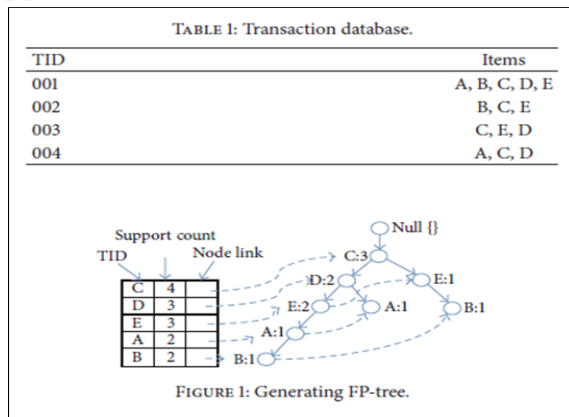 TABLE 1: Transaction database.
TID Items
001 A, B, C, D, E
002 B, C, E
003 C, E, D
004 A, C, D
Null {}
Support count
TID Node link
C:3
C 4
D 3
E 3
A 2
B 2
D:2
E:1
E:2
A:1
B:1
A:1
B:1
FIGURE 1: Generating FP-tree.